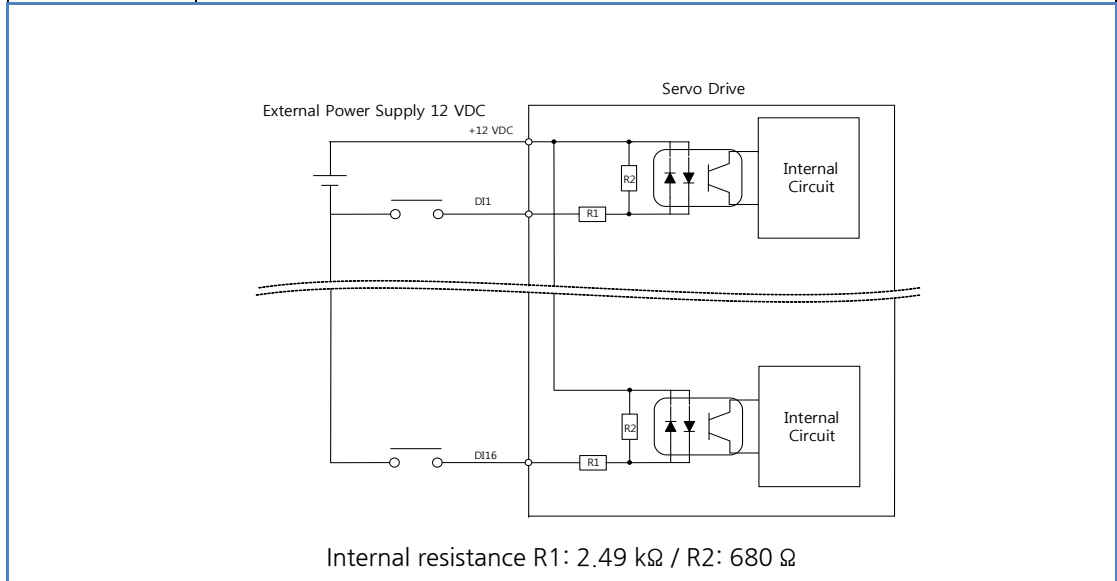 Servo Drive
External Power Supply 12 VDC
+12 VDC
R2
Internal
Circuit
DI1
R1
R2
Internal
Circuit
DI16
R1
Internal resistance R1: 2.49 kΩ / R2: 680 Ω